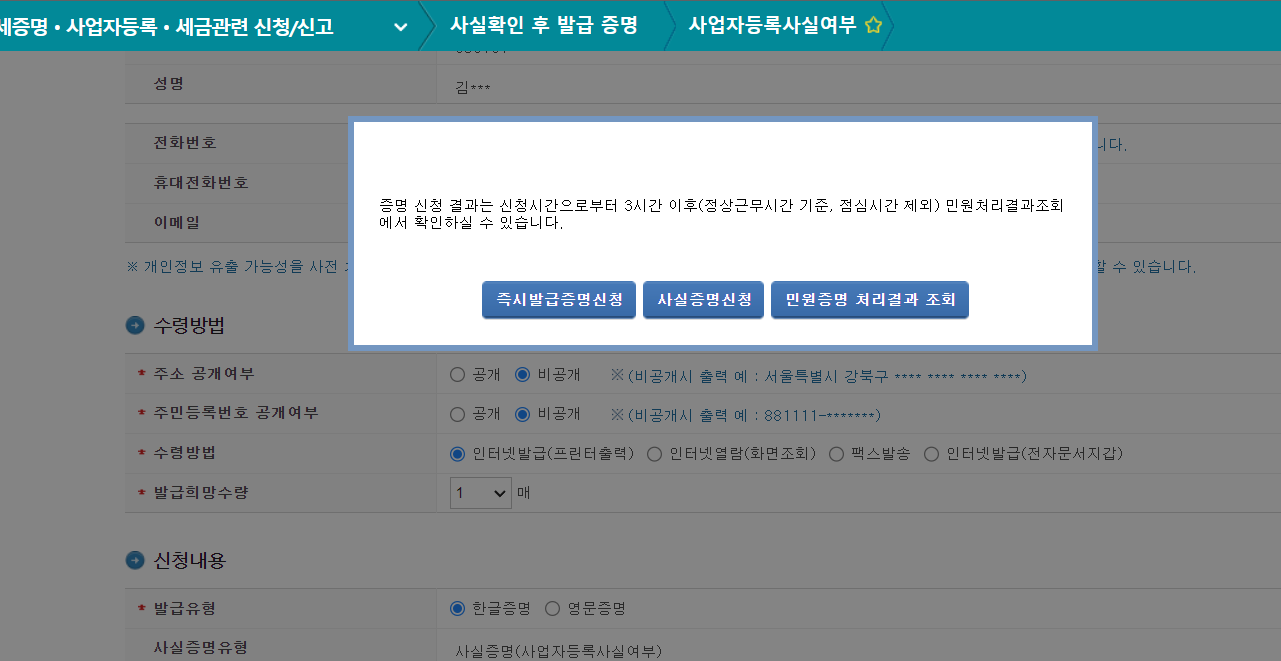 세증명 • 사업자등록 • 세금관련 신청/신고
사실확인 후 발급 증명
사업자등록사실여부
성명
김***
전화번호
니다.
휴대전화번호
이메일
※ 개인정보 유출 가능성을 사전
할 수 있습니다.
증명 신청 결과는 신청시간으로부터 3시간 이후(정상근무시간 기준, 점심시간 제외) 민원처리결과조회
에서 확인하실 수 있습니다.
즉시발급증명신청
사실증명신청
민원증명 처리결과 조회
수령방법
* 주소 공개여부
공개 비공개 ※(비공개시 출력 예 : 서울특별시 강북구 **** **** **** ****)
* 주민등록번호 공개여부
공개 비공개 ※(비공개시 출력 예 : 881111-*******)
* 수령방법
인터넷발급(프린터출력) 인터넷열람(화면조회) 팩스발송 인터넷발급(전자문서지갑)
* 발급희망수량
1 매
신청내용
* 발급유형
한글증명 영문증명
사실증명유형
사실증명(사업자등록사실여부)